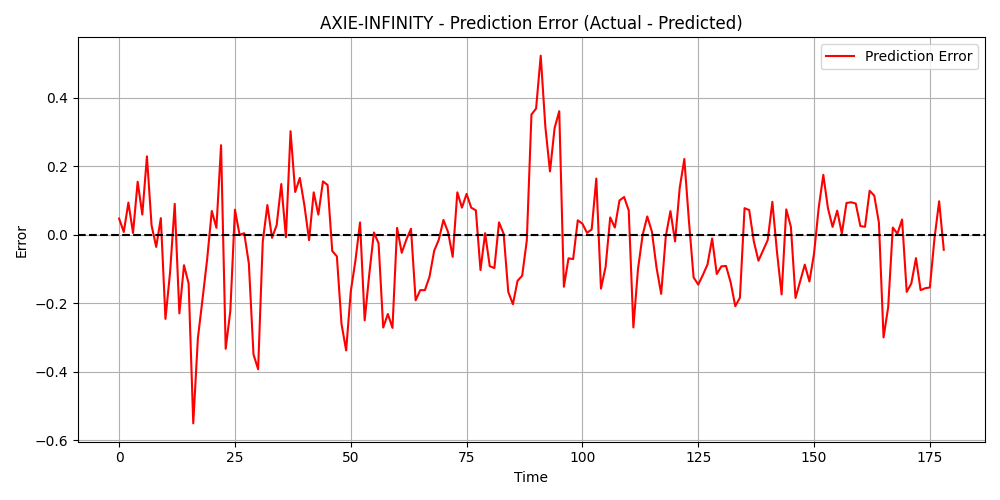 AXIE-INFINITY - Prediction Error (Actual - Predicted)
Prediction Error
Error
0.4
0.2
0.0
−0.2
−0.4
−0.6
0 25 50 75 100 125 150 175
Time